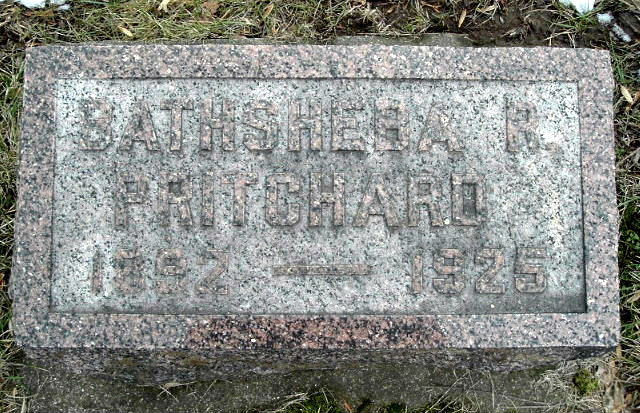 BATHSHEBA R.
PRITCHARD
1892 — 1925